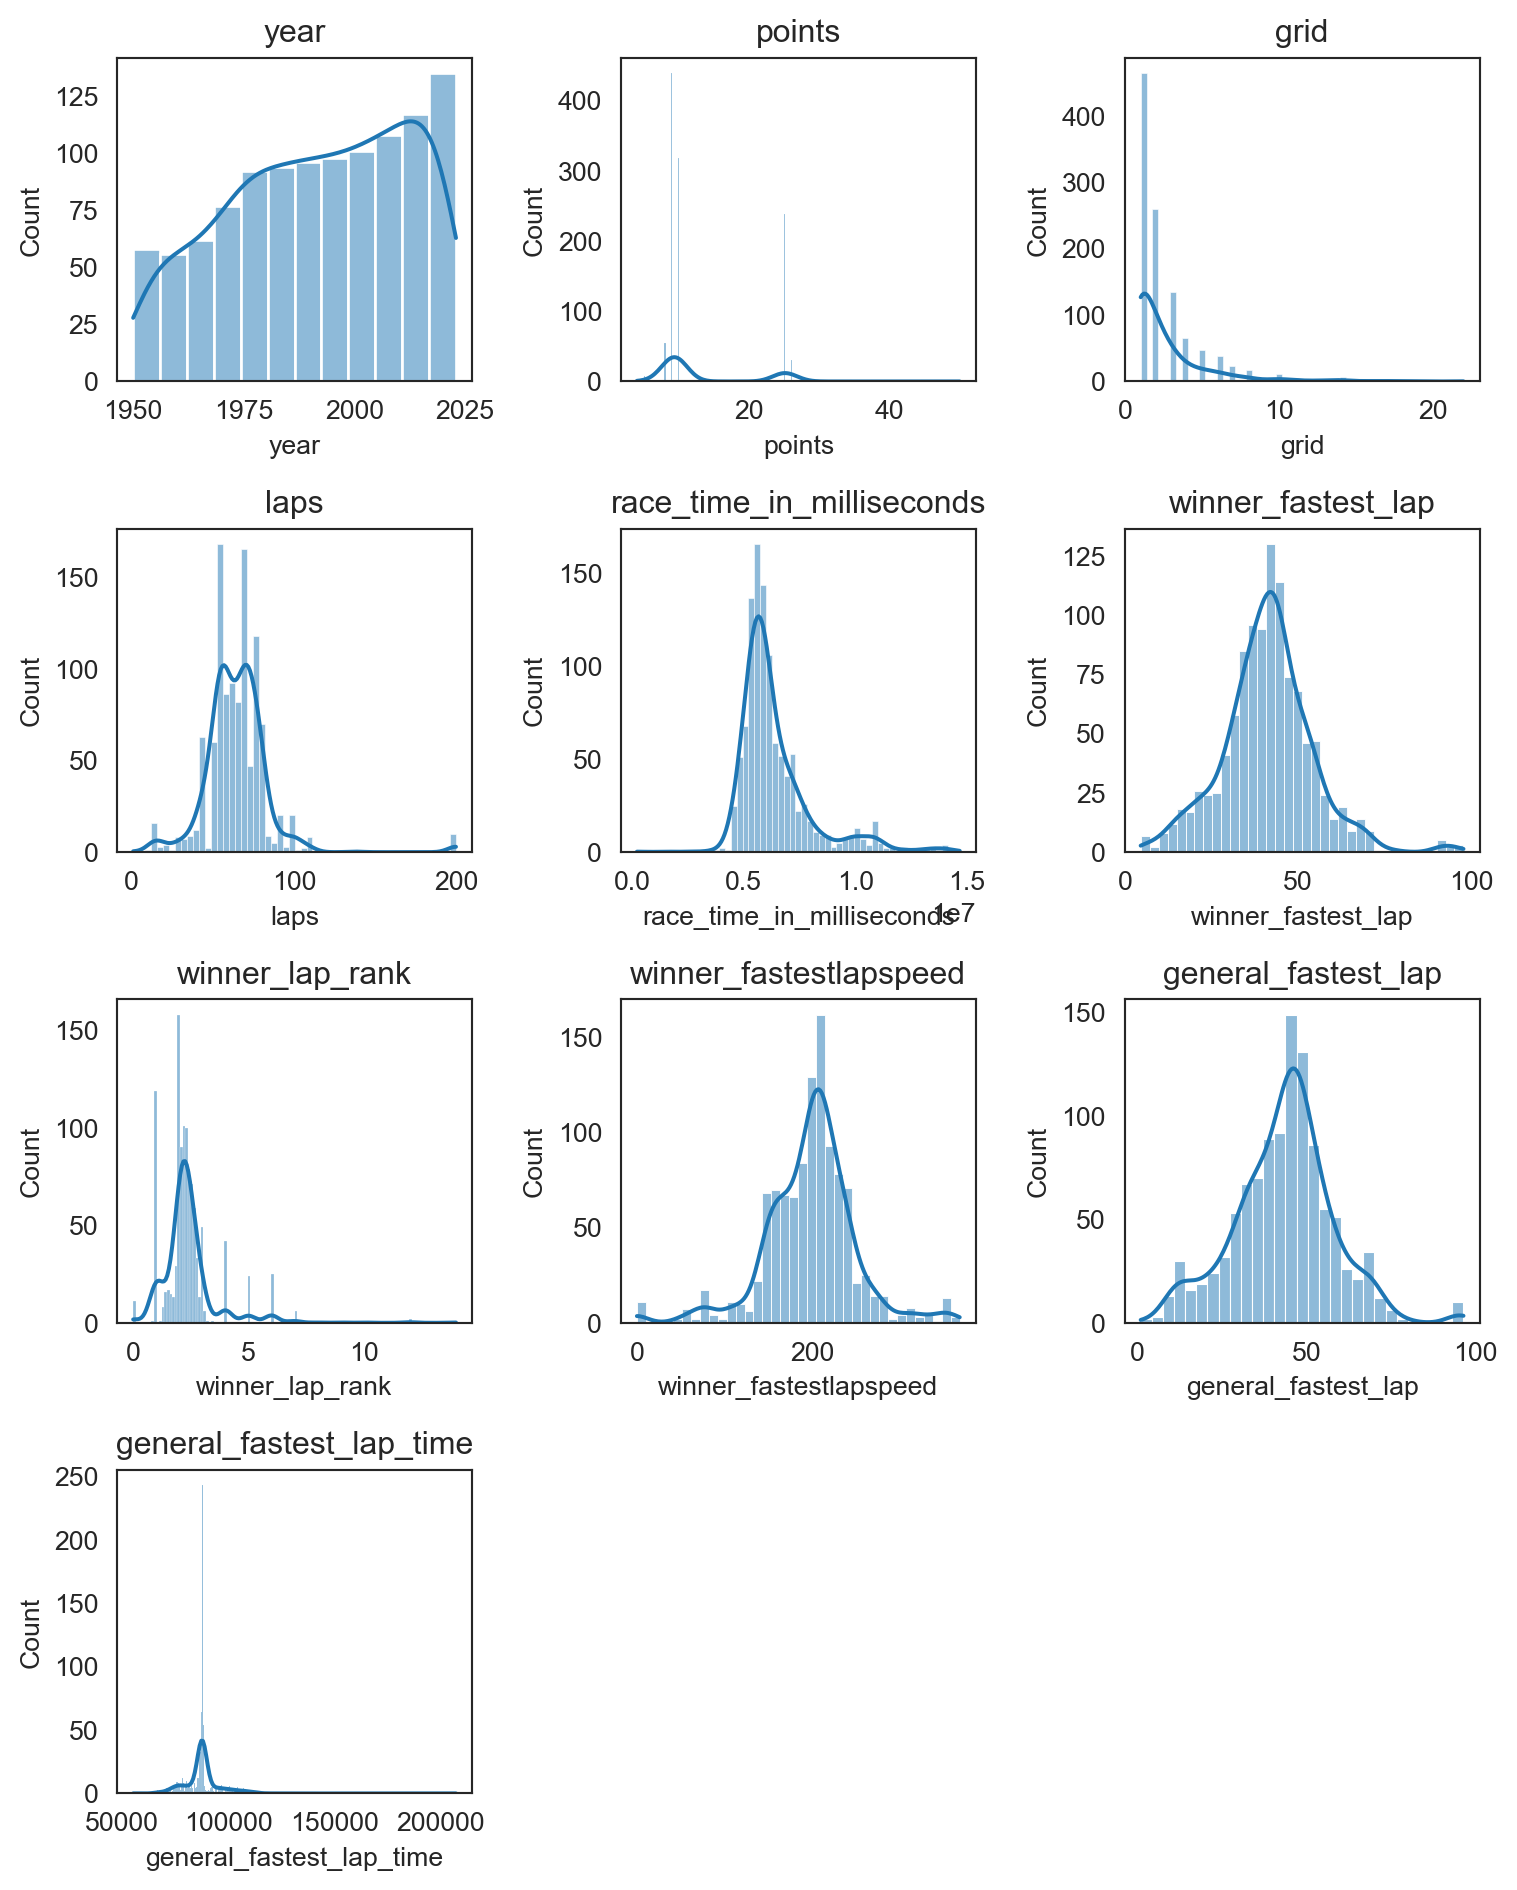 year
points
grid
Count
125
100
75
50
25
0
1950
1975
2000
2025
year
Count
400
300
200
100
0
20
40
points
Count
400
300
200
100
0
0
10
20
grid
laps
race_time_in_milliseconds
winner_fastest_lap
Count
150
100
50
0
0
100
200
laps
Count
150
100
50
0
0.0
0.5
1.0
1.5
1e7
race_time_in_milliseconds
Count
125
100
75
50
25
0
0
50
100
winner_fastest_lap
winner_lap_rank
winner_fastestlapspeed
general_fastest_lap
Count
150
100
50
0
0
5
10
winner_lap_rank
Count
150
100
50
0
0
200
winner_fastestlapspeed
Count
150
100
50
0
0
50
100
general_fastest_lap
general_fastest_lap_time
Count
250
200
150
100
50
0
50000
100000
150000
200000
general_fastest_lap_time